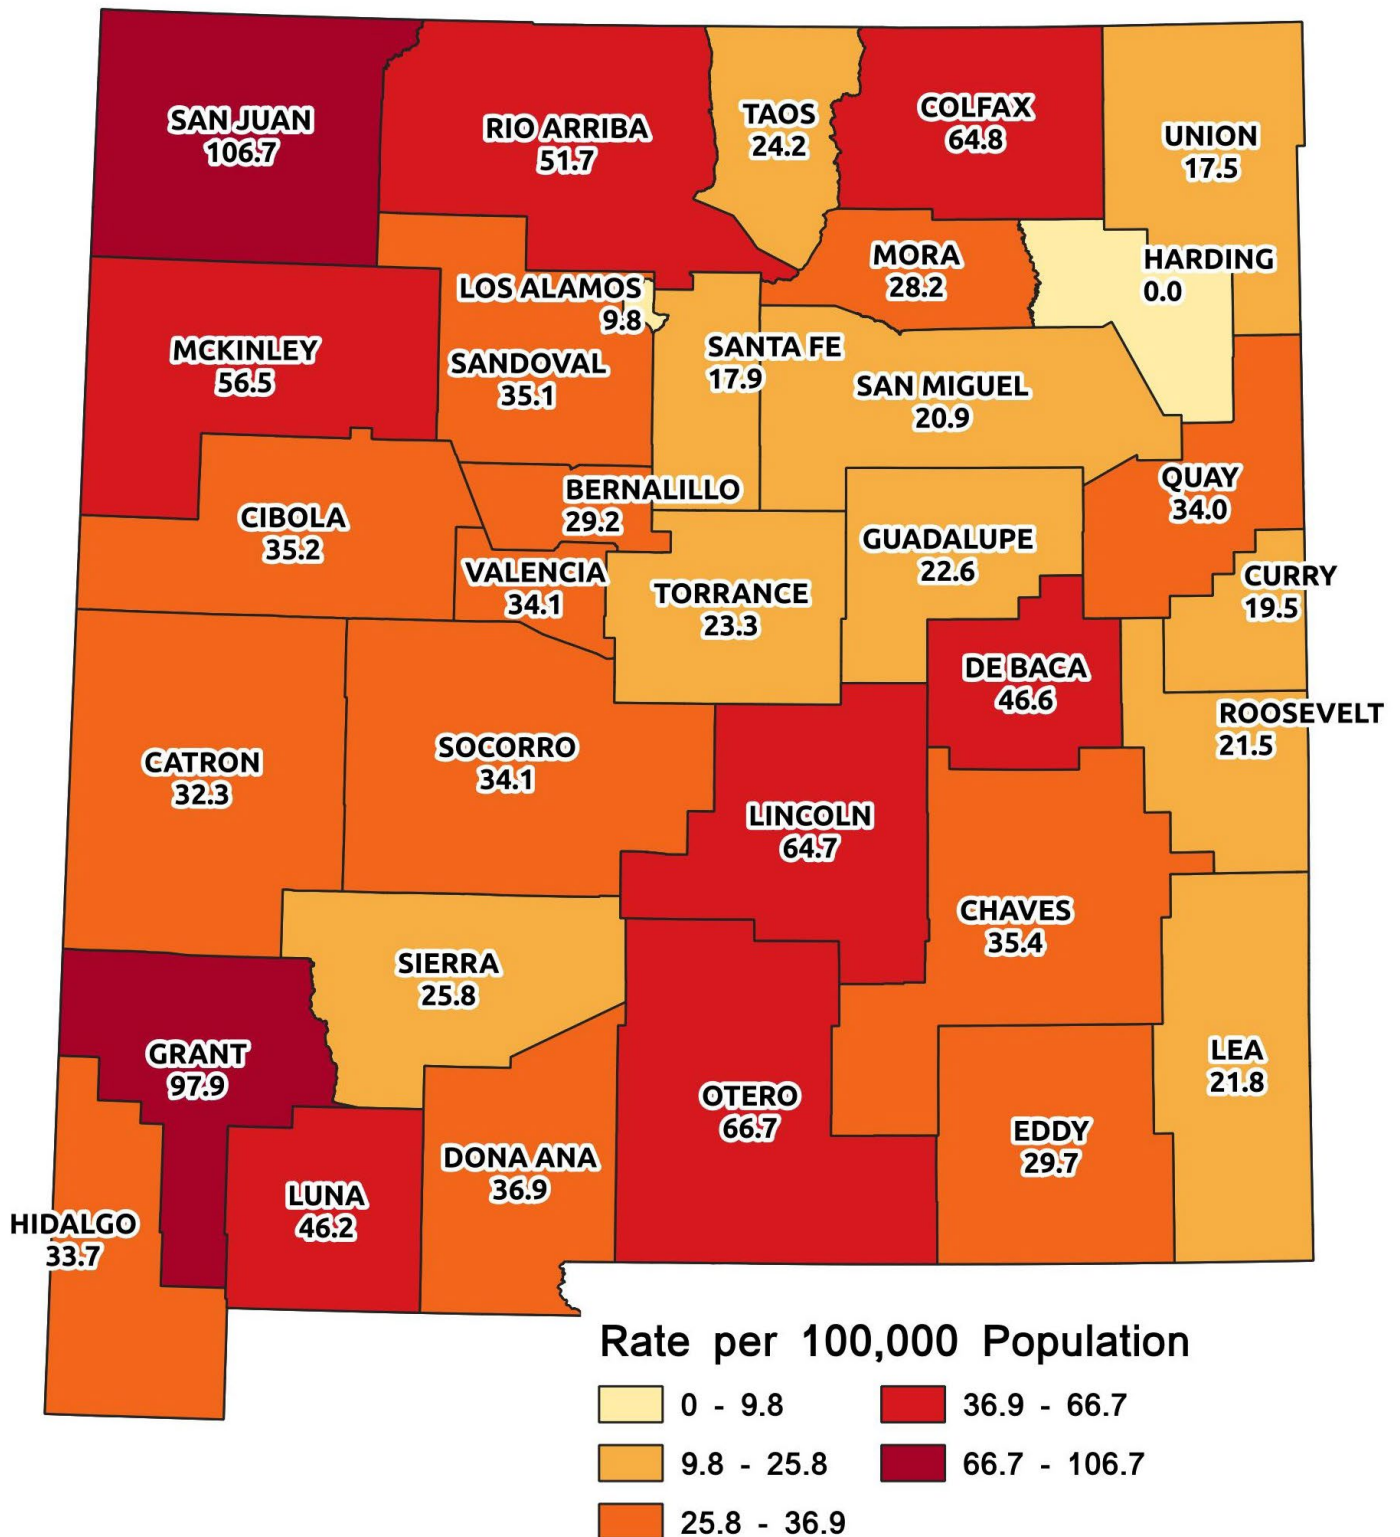 SAN JUAN
106.7
RIO ARRIBA
51.7
TAOS
24.2
COLFAX
64.8
UNION
17.5
MORA
28.2
HARDING
0.0
LOS ALAMOS
9.8
MCKINLEY
56.5
SANDOVAL
35.1
SANTA FE
17.9
SAN MIGUEL
20.9
BERNALILLO
29.2
QUAY
34.0
CIBOLA
35.2
VALENCIA
34.1
TORRANCE
23.3
GUADALUPE
22.6
CURRY
19.5
DE BACA
46.6
ROOSEVELT
21.5
CATRON
32.3
SOCORRO
34.1
LINCOLN
64.7
CHAVES
35.4
SIERRA
25.8
GRANT
97.9
LEA
21.8
OTERO
66.7
EDDY
29.7
DONA ANA
36.9
LUNA
46.2
HIDALGO
33.7
Rate per 100,000 Population
0 - 9.8
9.8 - 25.8
25.8 - 36.9
36.9 - 66.7
66.7 - 106.7